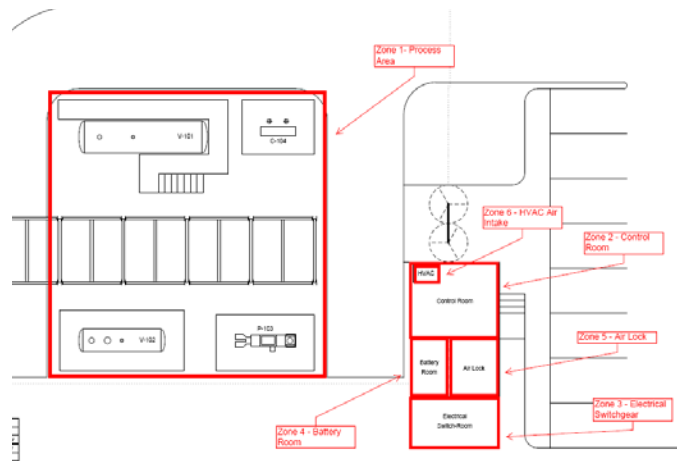 Zone 1- Process
Area
V-101
C-104
Zone 6 - HVAC Air
Intake
Zone 2 - Control
Room
HVAC
Control Room
P-103
V-102
Battery
Room
Air Lock
Zone 5 - Air Lock
Electrical
Switch-Room
Zone 4 - Battery
Room
Zone 3 - Electrical
Switchgear